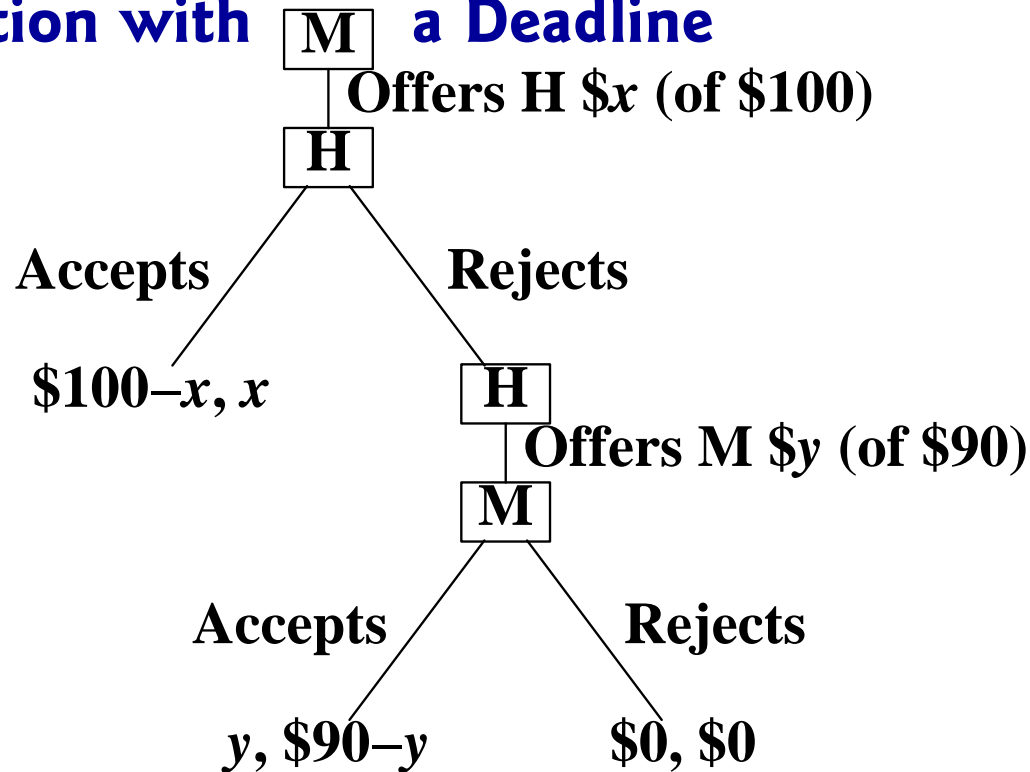 tion with M a Deadline
Offers H $x (of $100)
H
Accepts Rejects
$100–x, x
H
Offers M $y (of $90)
M
Accepts Rejects
y, $90–y $0, $0